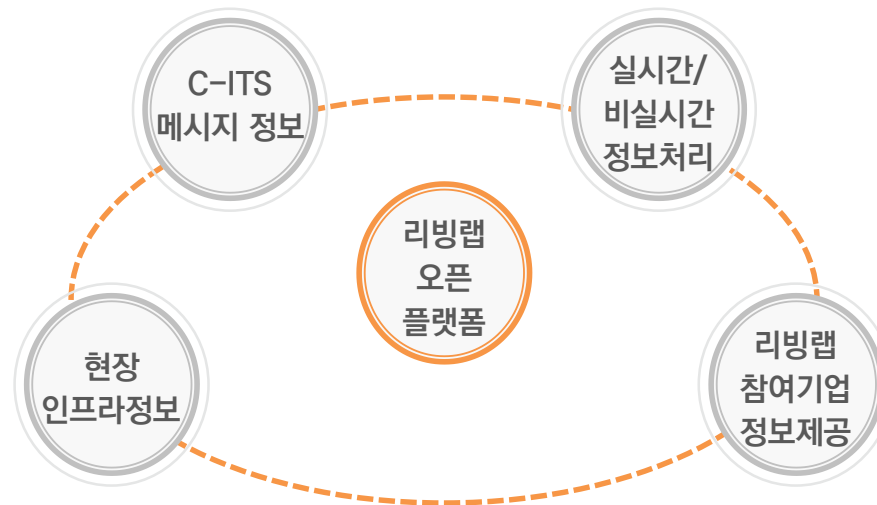 C-ITS
메시지 정보
실시간/
비실시간
정보처리
리빙랩
오픈
플랫폼
현장
인프라정보
리빙랩
참여기업
정보제공